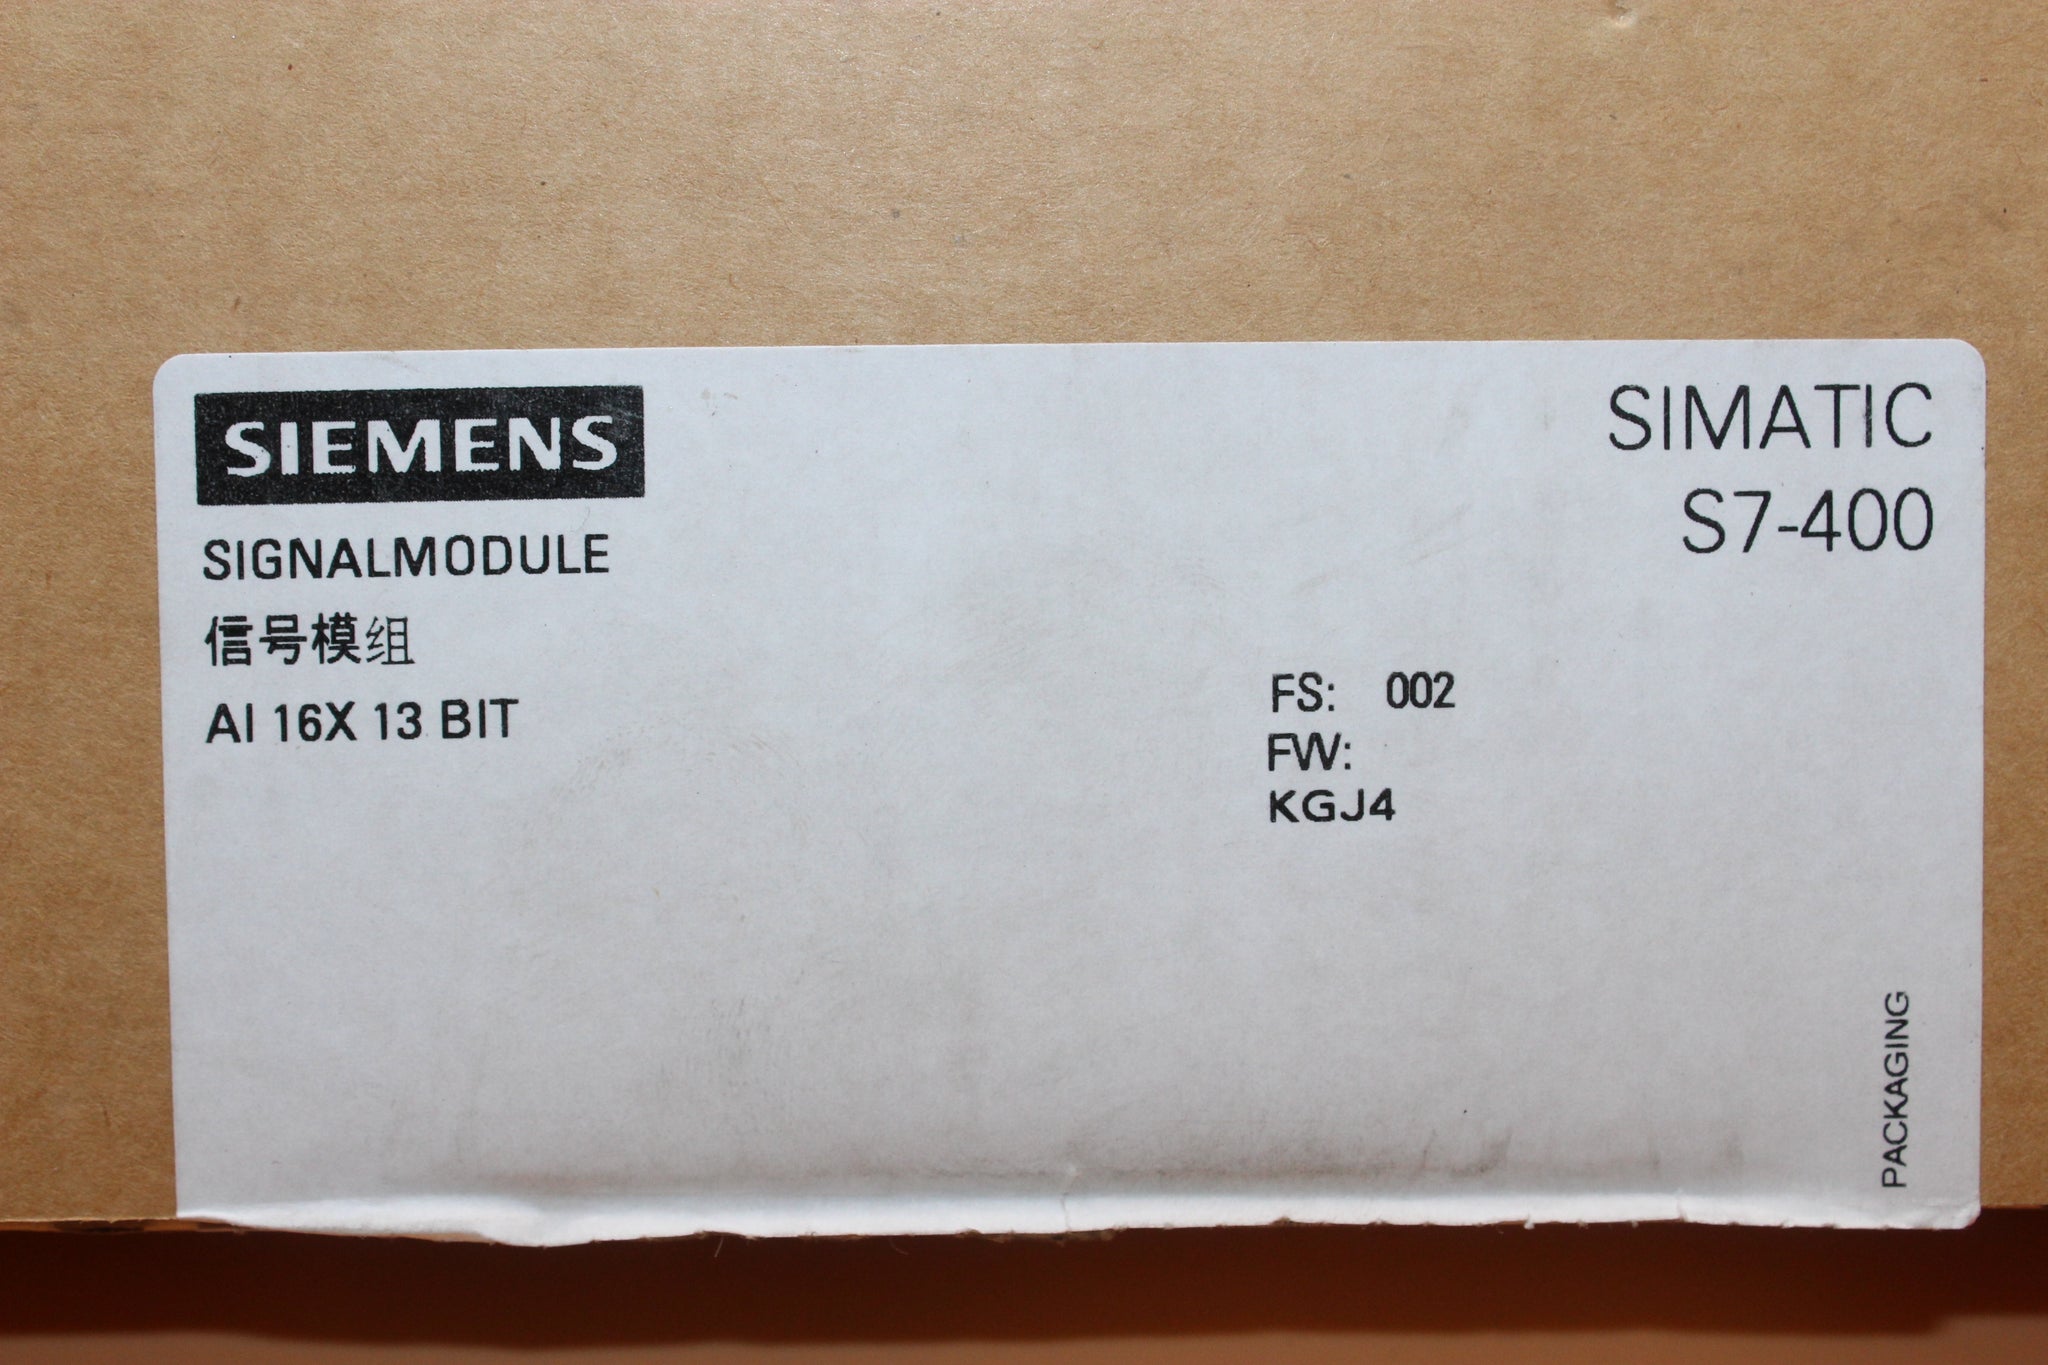 SIEMENS
SIMATIC
S7-400
SIGNALMODULE
信号模组
AI 16X 13 BIT
FS: 002
FW:
KGJ4
PACKAGING